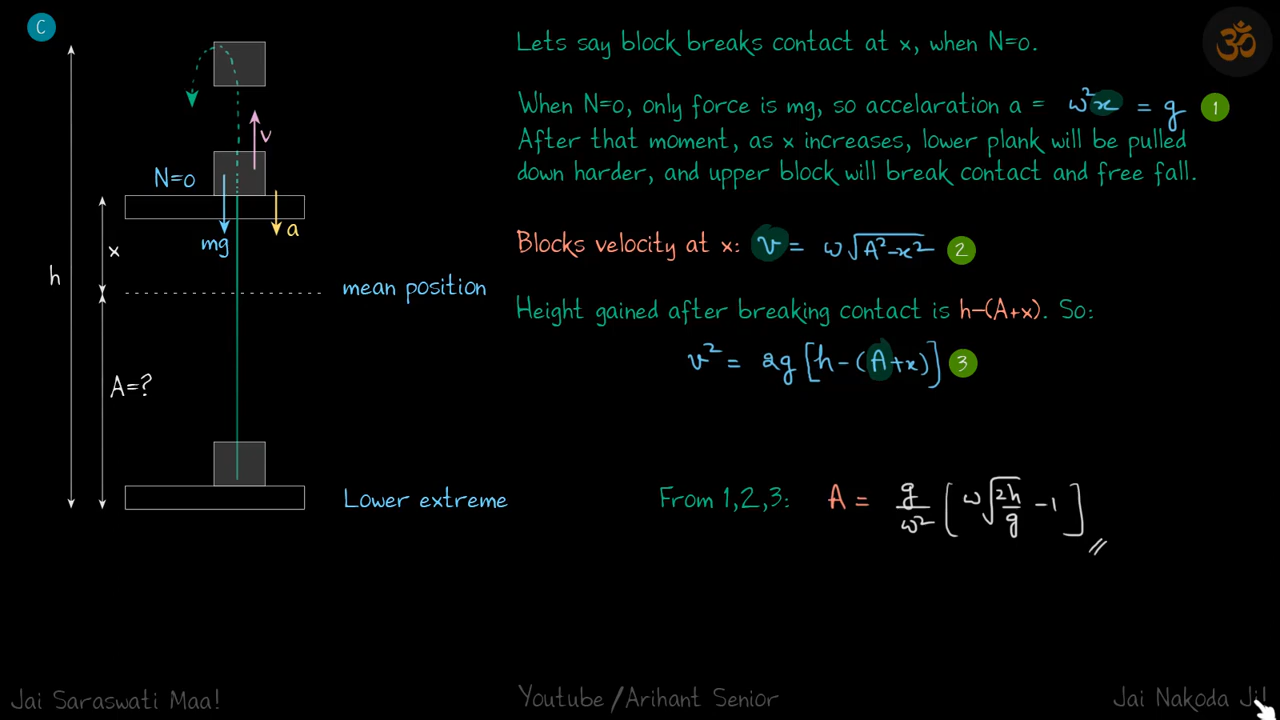 C
Lets say block breaks contact at x, when N=0.
ॐ
When N=0, only force is mg, so accelaration a = ω²x = g 1
After that moment, as x increases, lower plank will be pulled
down harder, and upper block will break contact and free fall.
v
N=0
mg
a
x
h
mean position
A=?
Lower extreme
Blocks velocity at x: v = ω√(A²-x²) 2
Height gained after breaking contact is h-(A+x). So:
v² = 2g[h-(A+x)] 3
From 1,2,3: A = g/ω² [ω√(2h/g) -1]
Jai Saraswati Maa!
Youtube/Arihant Senior
Jai Nakoda Ji!